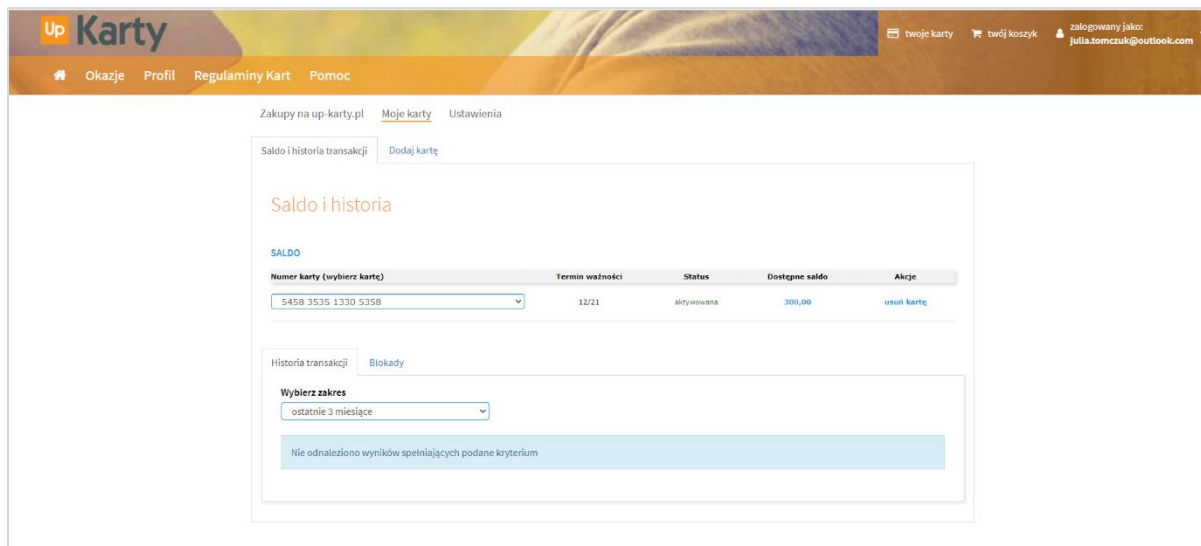 Up Karty
twoje karty twój koszyk zalogowany jako:
julia.tomczuk@outlook.com
Okazje Profil Regulaminy Kart Pomoc
Zakupy na up-karty.pl Moje karty Ustawienia
Saldo i historia transakcji Dodaj kartę
Saldo i historia
SALDO
Numer karty (wybierz kartę) Termin ważności Status Dostępne saldo Akcje
5458 3535 1330 5358 12/21 aktywowana 300,00 usuń kartę
Historia transakcji Blokady
Wybierz zakres
ostatnie 3 miesiące
Nie odnaleziono wyników spełniających podane kryterium